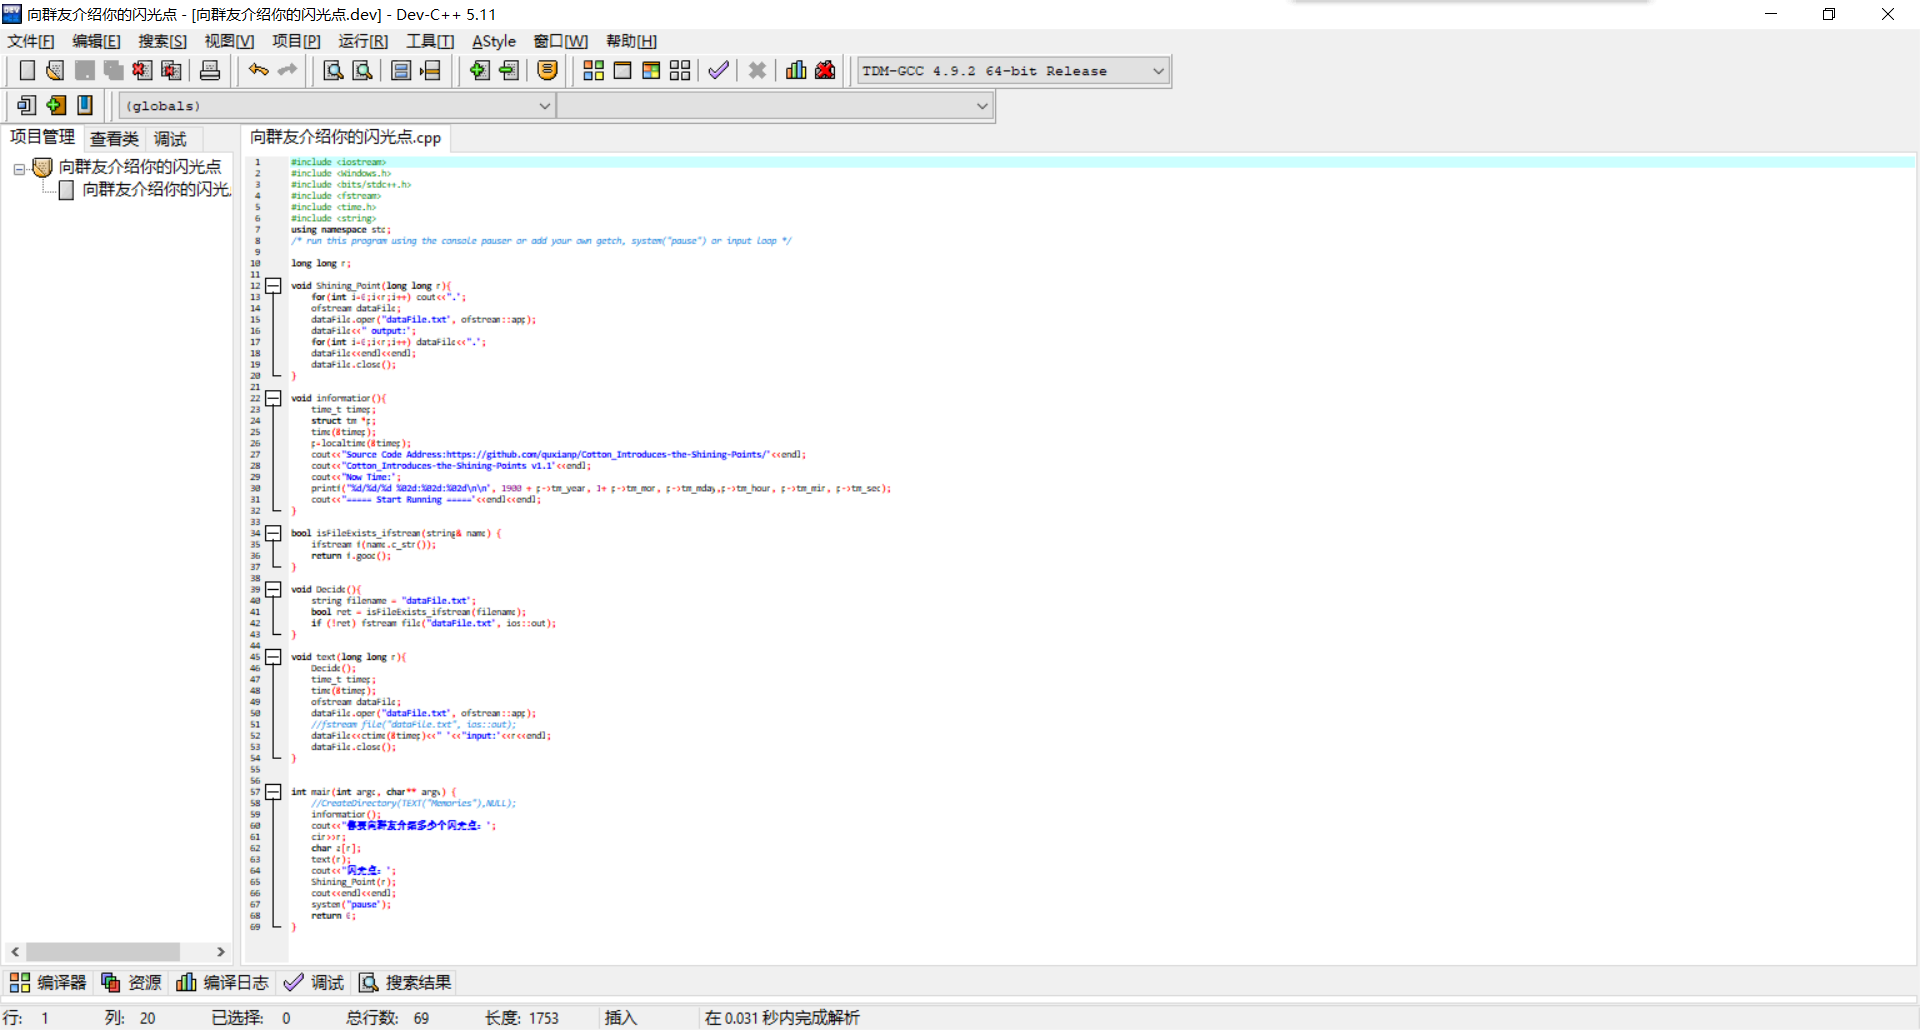 向群友介绍你的闪光点 - [向群友介绍你的闪光点.dev] - Dev-C++ 5.11
文件[F] 编辑[E] 搜索[S] 视图[V] 项目[P] 运行[R] 工具[T] AStyle 窗口[W] 帮助[H]
TDM-GCC 4.9.2 64-bit Release
(globals)
项目管理 查看类 调试
向群友介绍你的闪光点
向群友介绍你的闪光
向群友介绍你的闪光点.cpp
1 #include <iostream>
2 #include <Windows.h>
3 #include <bits/stdc++.h>
4 #include <fstream>
5 #include <time.h>
6 #include <string>
7 using namespace std;
8 /* run this program using the console pauser or add your own getch, system("pause") or input loop */
9
10 long long n;
11
12 void Shining_Point(long long n){
13 for(int i=0;i<n;i++) cout<<".";
14 ofstream dataFile;
15 dataFile.open("dataFile.txt", ofstream::app);
16 dataFile<<" output:";
17 for(int i=0;i<n;i++) dataFile<<".";
18 dataFile<<endl<<endl;
19 dataFile.close();
20 }
21
22 void information(){
23 time_t timep;
24 struct tm *p;
25 time(&timep);
26 p=localtime(&timep);
27 cout<<"Source Code Address:https://github.com/quxianp/Cotton_Introduces-the-Shining-Points/"<<endl;
28 cout<<"Cotton_Introduces-the-Shining-Points v1.1"<<endl;
29 cout<<"Now Time:";
30 printf("%d/%d/%d %02d:%02d:%02d\n\n", 1900 + p->tm_year, 1+ p->tm_mon, p->tm_mday,p->tm_hour, p->tm_min, p->tm_sec);
31 cout<<"===== Start Running ====="<<endl<<endl;
32 }
33
34 bool isFileExists_ifstream(string& name) {
35 ifstream f(name.c_str());
36 return f.good();
37 }
38
39 void Decide(){
40 string filename = "dataFile.txt";
41 bool ret = isFileExists_ifstream(filename);
42 if (!ret) fstream file("dataFile.txt", ios::out);
43 }
44
45 void text(long long n){
46 Decide();
47 time_t timep;
48 time(&timep);
49 ofstream dataFile;
50 dataFile.open("dataFile.txt", ofstream::app);
51 //fstream file("dataFile.txt", ios::out);
52 dataFile<<ctime(&timep)<<" "<<"input:"<<n<<endl;
53 dataFile.close();
54 }
55
56
57 int main(int argc, char** argv) {
58 //CreateDirectory(TEXT("Memories"),NULL);
59 information();
60 cout<<"你要向群友介绍多少个闪光点：";
61 cin>>n;
62 char a[n];
63 text(n);
64 cout<<"闪光点：";
65 Shining_Point(n);
66 cout<<endl<<endl;
67 system("pause");
68 return 0;
69 }
编译器 资源 编译日志 调试 搜索结果
行: 1 列: 20 已选择: 0 总行数: 69 长度: 1753 插入 在 0.031 秒内完成解析